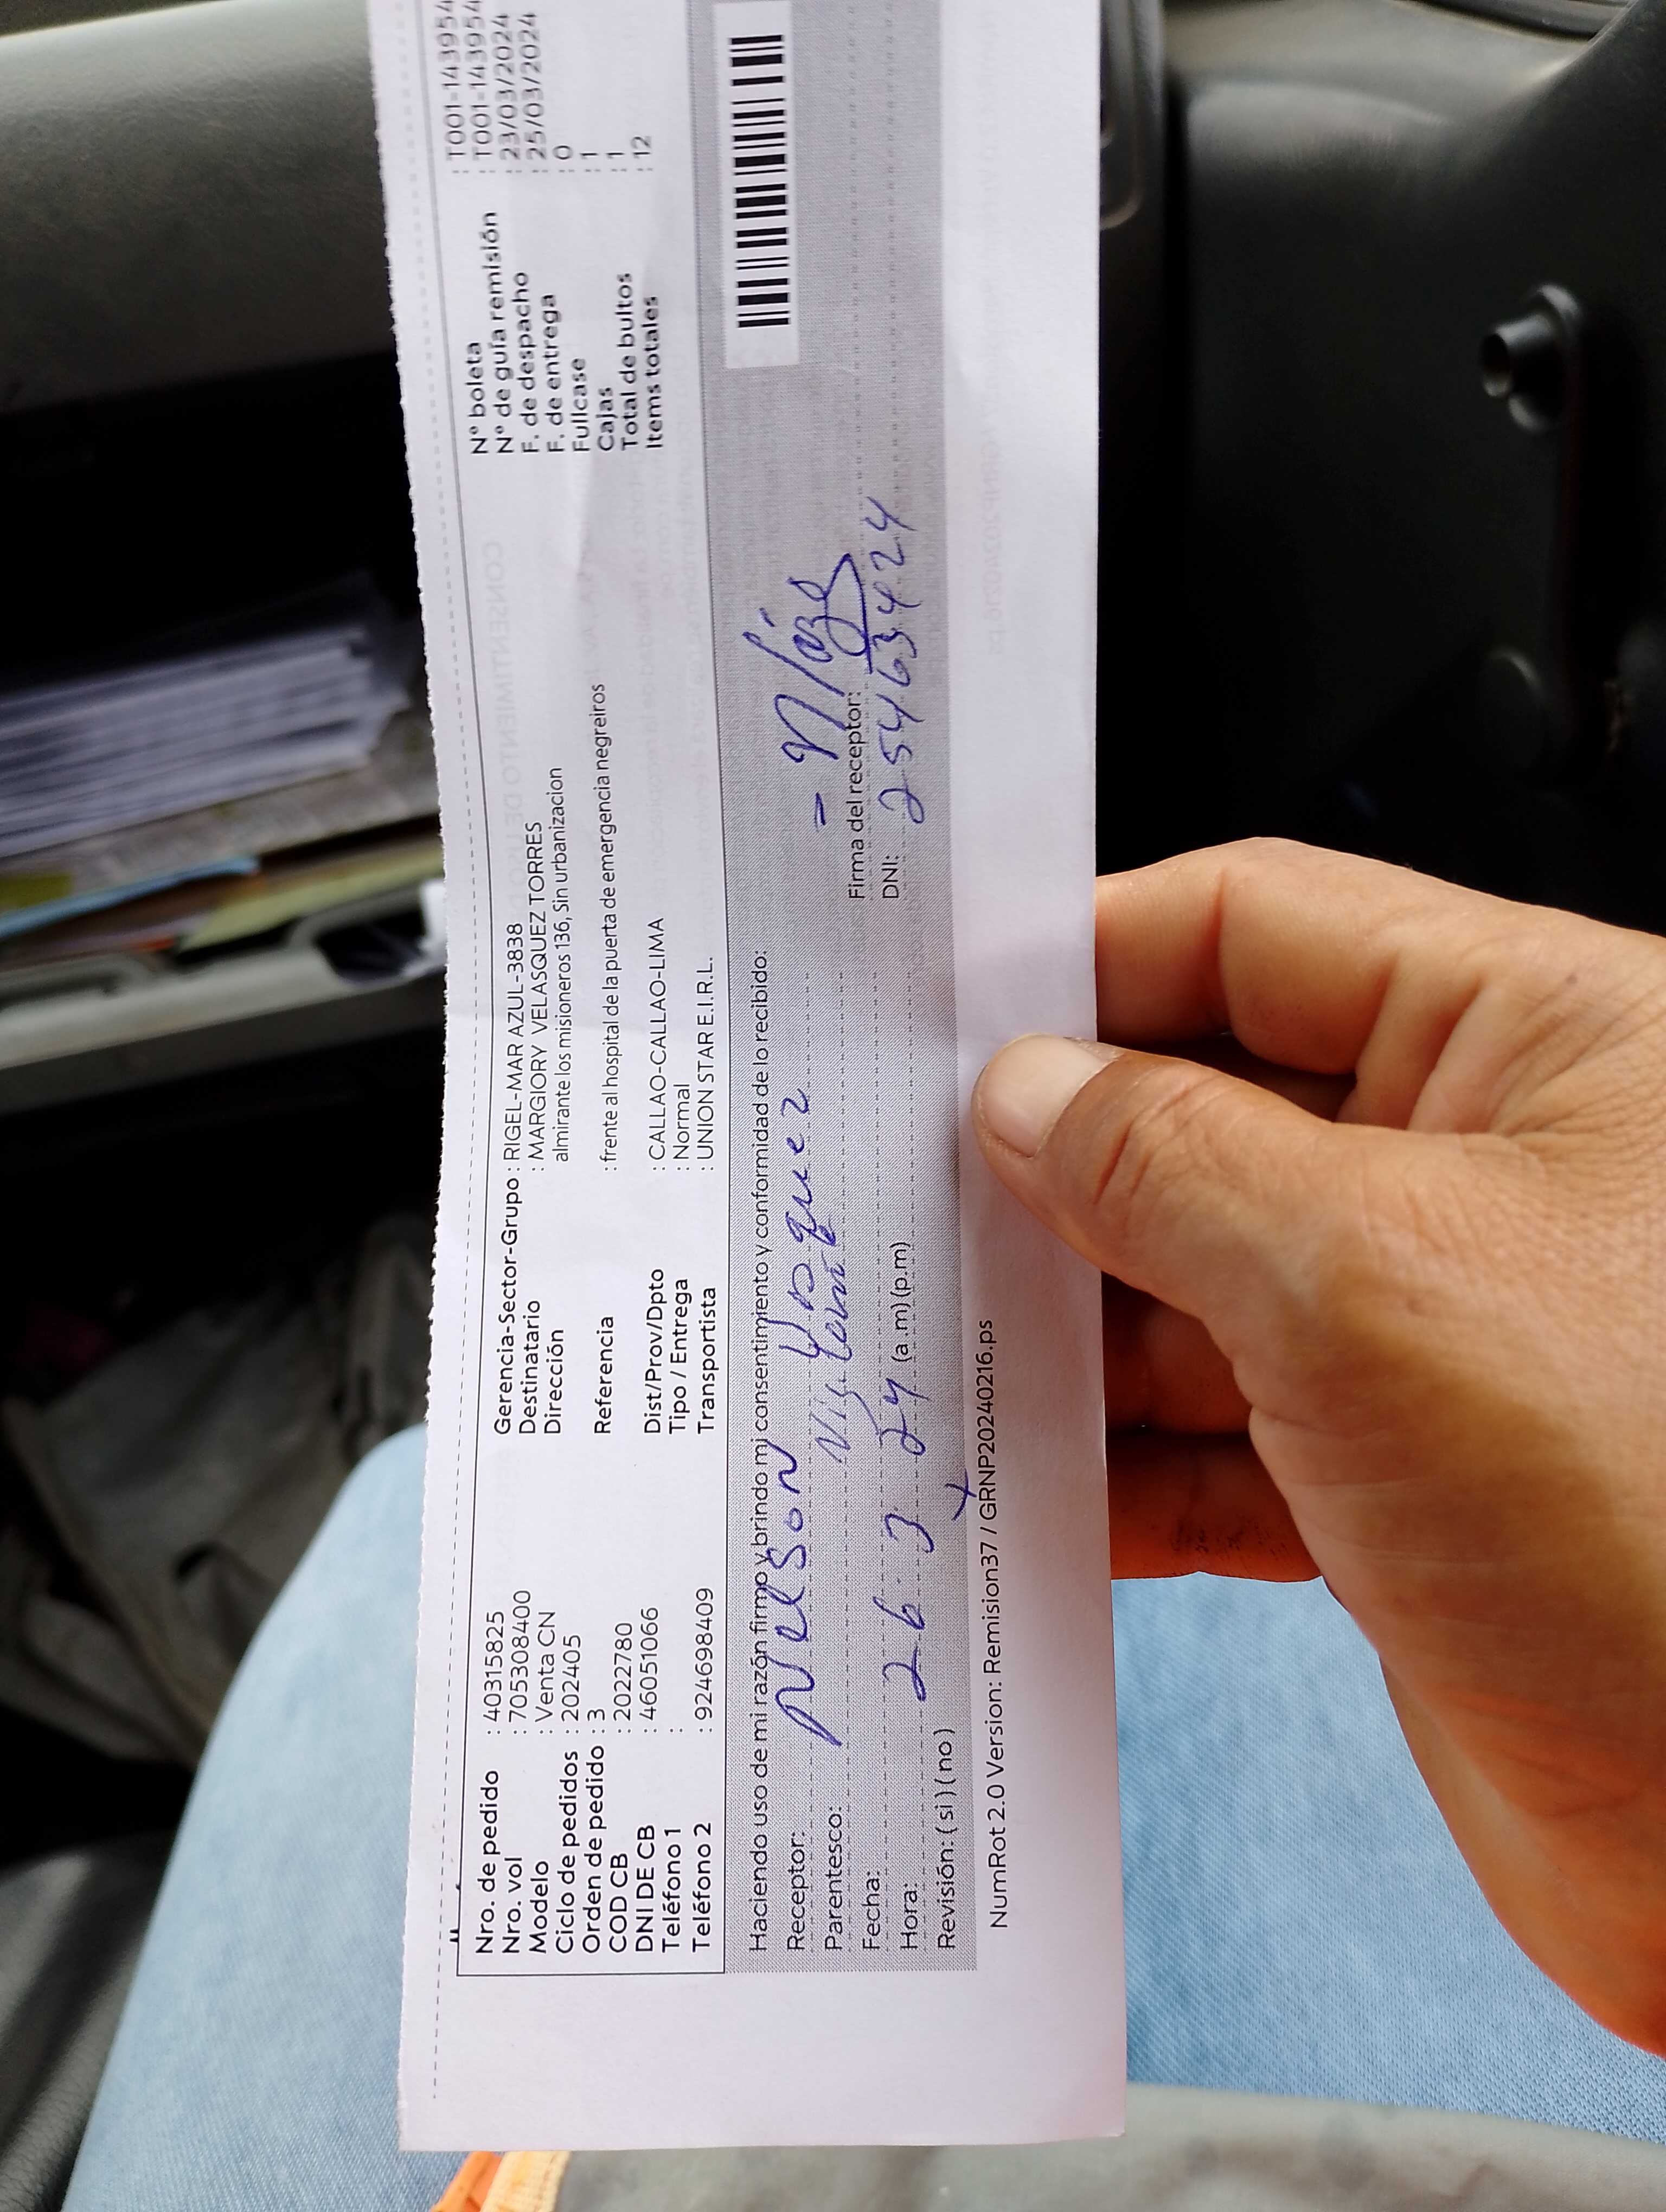 Nro. de pedido : 40315825
Nro. vol : 705308400
Modelo : Venta CN
Ciclo de pedidos : 202405
Orden de pedido : 3
COD CB : 2022780
DNI DE CB : 46051066
Teléfono 1 :
Teléfono 2 : 924698409
Gerencia-Sector-Grupo : RIGEL-MAR AZUL-3838
Destinatario : MARGIORY VELASQUEZ TORRES
Dirección almirante los misioneros 136, Sin urbanizacion
Referencia : frente al hospital de la puerta de emergencia negreiros
Dist/Prov/Dpto : CALLAO-CALLAO-LIMA
Tipo / Entrega : Normal
Transportista : UNION STAR E.I.R.L.
N° boleta : T001-143954
N° de guía remisión : T001-143954
F. de despacho : 23/03/2024
F. de entrega : 25/03/2024
Fullcase : 0
Cajas : 1
Total de bultos : 1
Items totales : 12
Haciendo uso de mi razón firmo y brindo mi consentimiento y conformidad de lo recibido:
Receptor: Nelson
Parentesco:
Fecha: 26 3 24
Hora: (a.m) (p.m)
Revisión: ( si ) ( no )
Firma del receptor:
DNI: 254634424
NumRot 2.0 Version: Remision37 / GRNP20240216.ps